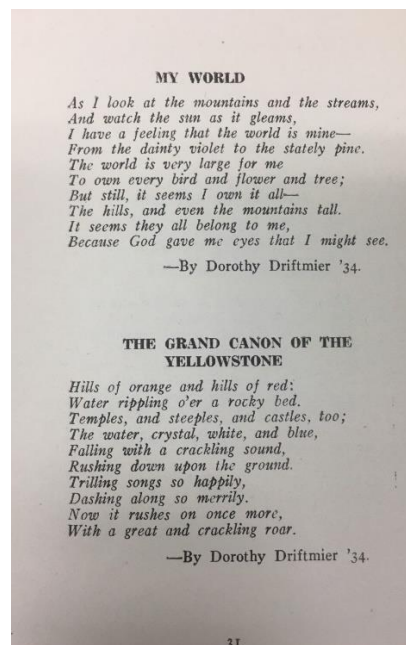 MY WORLD
As I look at the mountains and the streams,
And watch the sun as it gleams,
I have a feeling that the world is mine—
From the dainty violet to the stately pine.
The world is very large for me
To own every bird and flower and tree;
But still, it seems I own it all—
The hills, and even the mountains tall.
It seems they all belong to me,
Because God gave me eyes that I might see.
—By Dorothy Driftmier '34.
THE GRAND CANON OF THE
YELLOWSTONE
Hills of orange and hills of red:
Water rippling o'er a rocky bed.
Temples, and steeples, and castles, too;
The water, crystal, white, and blue,
Falling with a crackling sound,
Rushing down upon the ground.
Trilling songs so happily,
Dashing along so merrily.
Now it rushes on once more,
With a great and crackling roar.
—By Dorothy Driftmier '34.
31